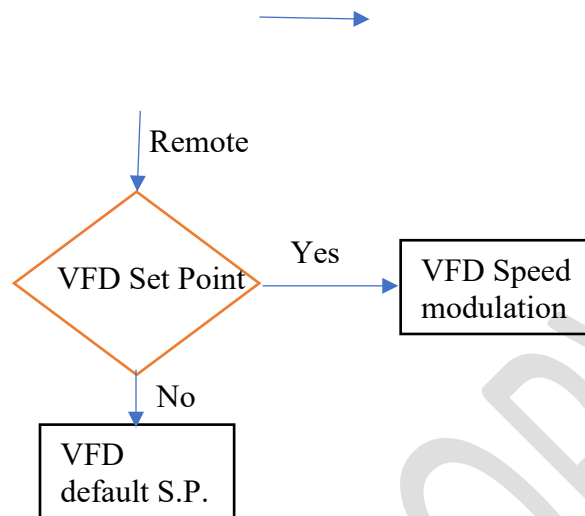 Remote
VFD Set Point
Yes
VFD Speed
modulation
No
VFD
default S.P.